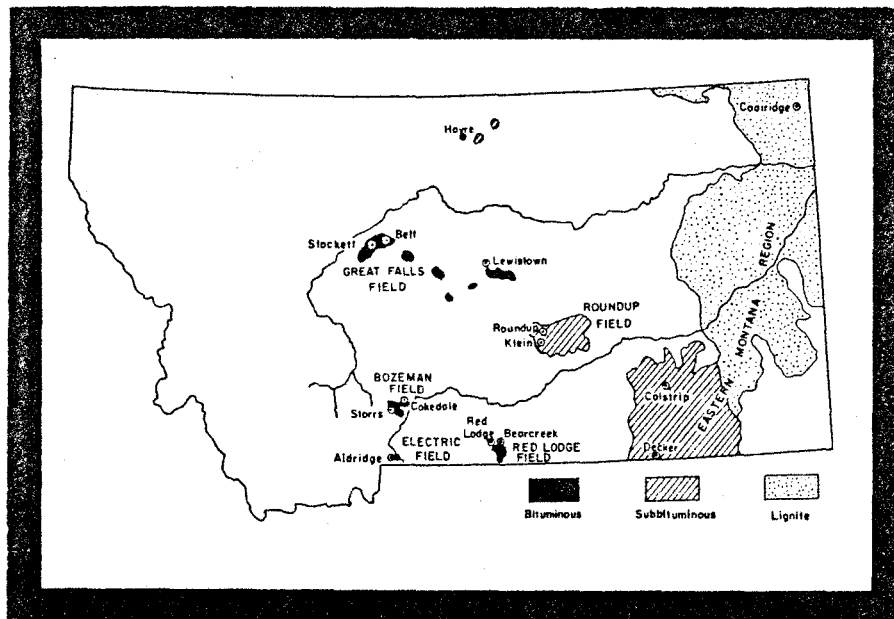 Coalridge
Havre
Stockett
Belt
GREAT FALLS
FIELD
Lewistown
EASTERN MONTANA REGION
ROUNDUP
FIELD
Roundup
Klein
BOZEMAN
FIELD
Storrs
Cokedale
Colstrip
Red
Lodge
Bearcreek
Aldridge
ELECTRIC
FIELD
RED LODGE
FIELD
Decker
Bituminous
Subbituminous
Lignite